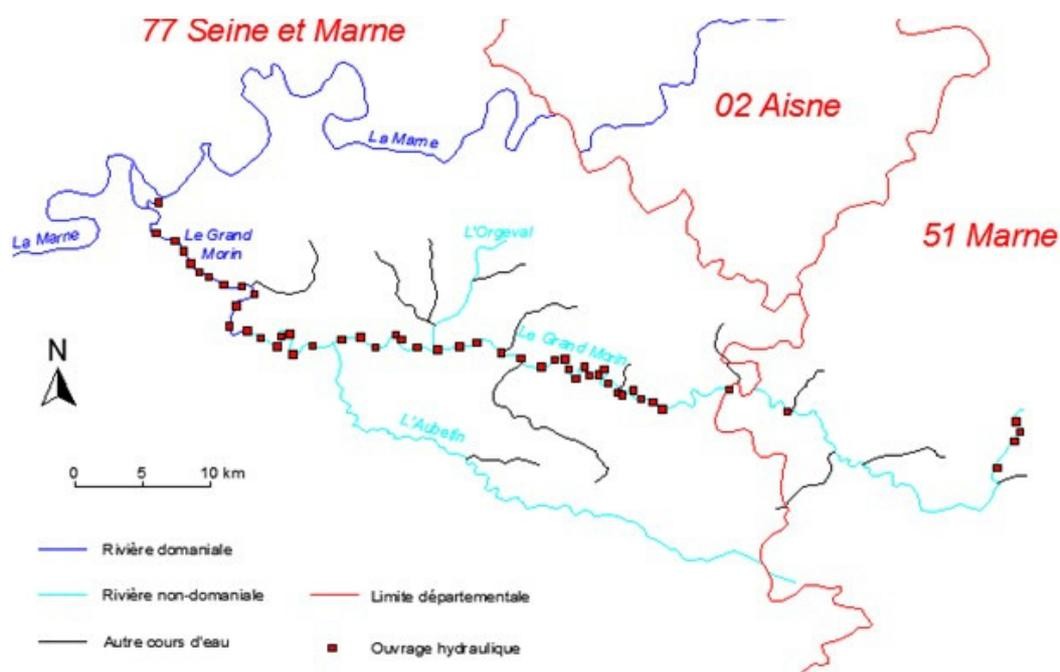 77 Seine et Marne
02 Aisne
La Marne
51 Marne
La Marne
Le Grand
Morin
L'Orgeval
Le Grand Morin
N
L'Aubetin
0 5 10 km
Rivière domaniale
Rivière non-domaniale
Limite départementale
Autre cours d'eau
Ouvrage hydraulique